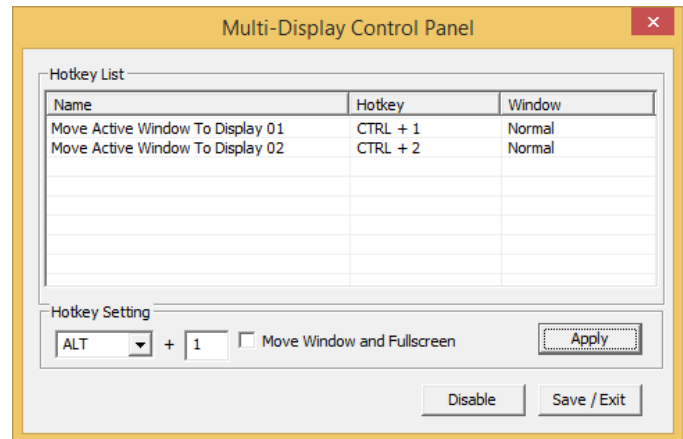 Multi-Display Control Panel
Hotkey List
Name Hotkey Window
Move Active Window To Display 01 CTRL + 1 Normal
Move Active Window To Display 02 CTRL + 2 Normal
Hotkey Setting
ALT + 1 Move Window and Fullscreen Apply
Disable Save / Exit